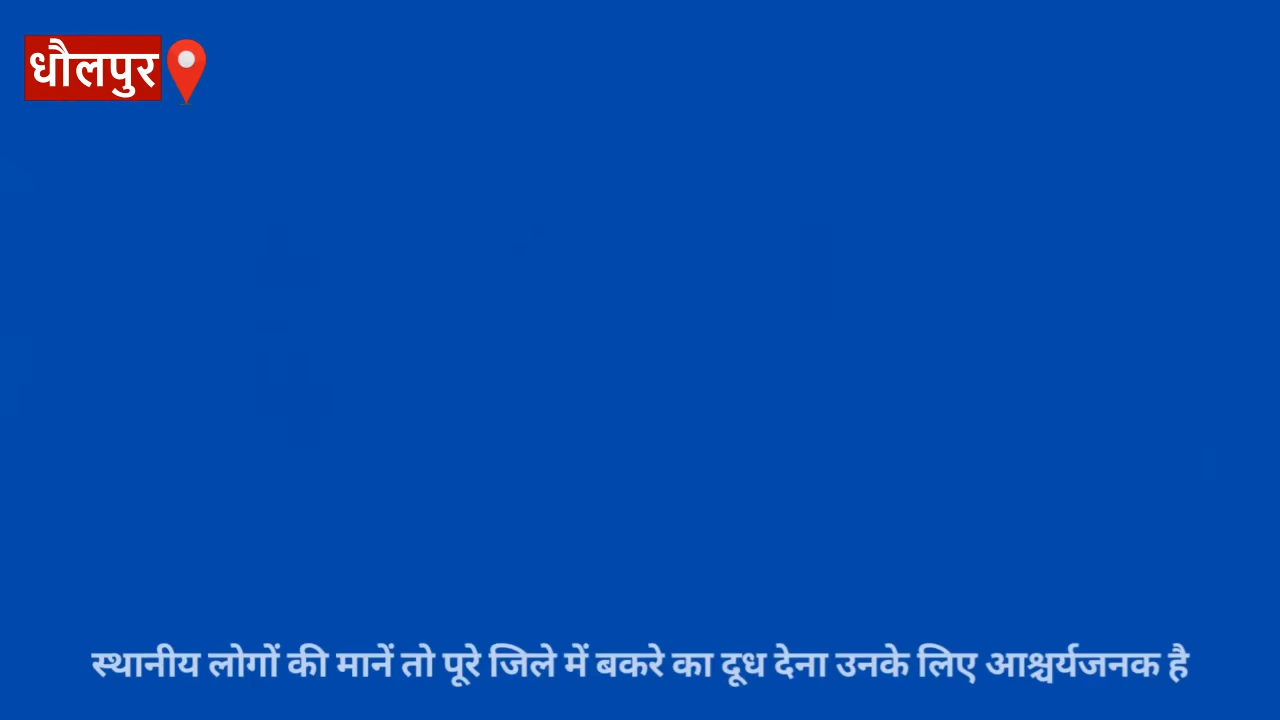 धौलपुर
स्थानीय लोगों की मानें तो पूरे जिले में बकरे का दूध देना उनके लिए आश्चर्यजनक है